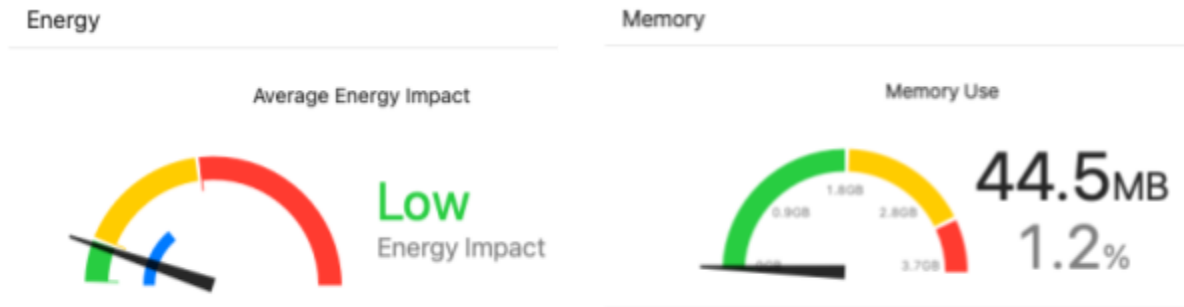 Energy
Average Energy Impact
Low
Energy Impact
Memory
Memory Use
44.5MB
1.2%
0GB
0.9GB
1.8GB
2.8GB
3.7GB